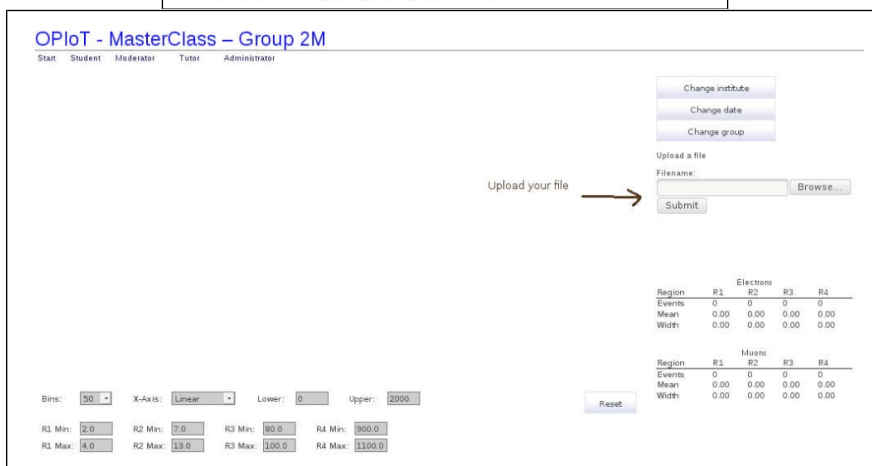 OPIoT - MasterClass – Group 2M
Start Student Moderator Tutor Administrator
Change institute
Change date
Change group
Upload a file
Filename:
Upload your file
Browse...
Submit
Electrons
Region R1 R2 R3 R4
Events 0 0 0 0
Mean 0.00 0.00 0.00 0.00
Width 0.00 0.00 0.00 0.00
Muons
Region R1 R2 R3 R4
Events 0 0 0 0
Mean 0.00 0.00 0.00 0.00
Width 0.00 0.00 0.00 0.00
Bins: 50 X-Axis: Linear Lower: 0 Upper: 2000
Reset
R1 Min: 2.0 R2 Min: 7.0 R3 Min: 80.0 R4 Min: 900.0
R1 Max: 4.0 R2 Max: 13.0 R3 Max: 100.0 R4 Max: 1100.0